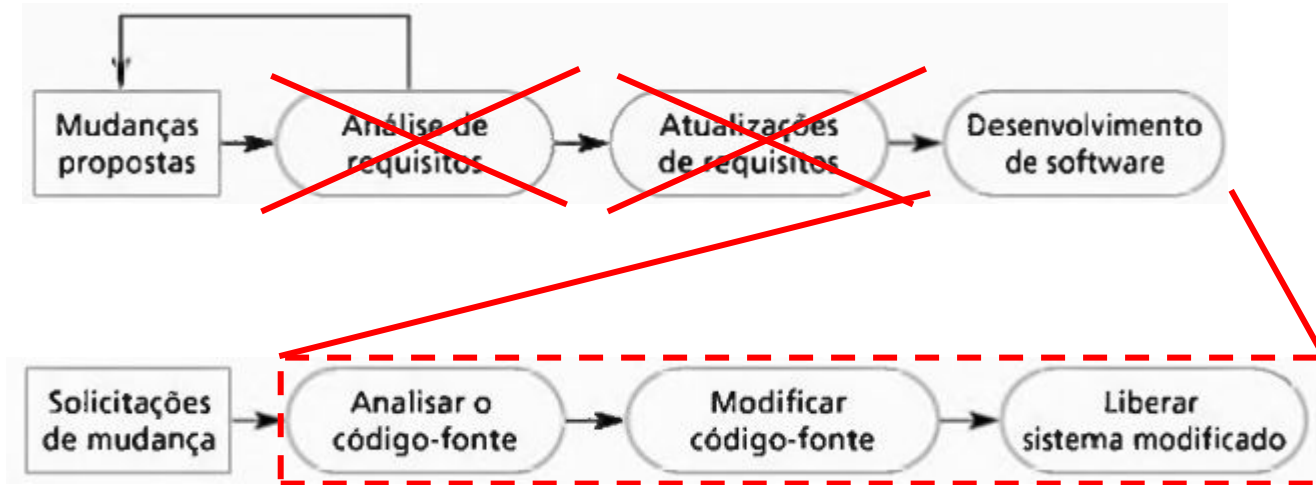 Mudanças
propostas
Análise de
requisitos
Atualizações
de requisitos
Desenvolvimento
de software
Solicitações
de mudança
Analisar o
código-fonte
Modificar
código-fonte
Liberar
sistema modificado